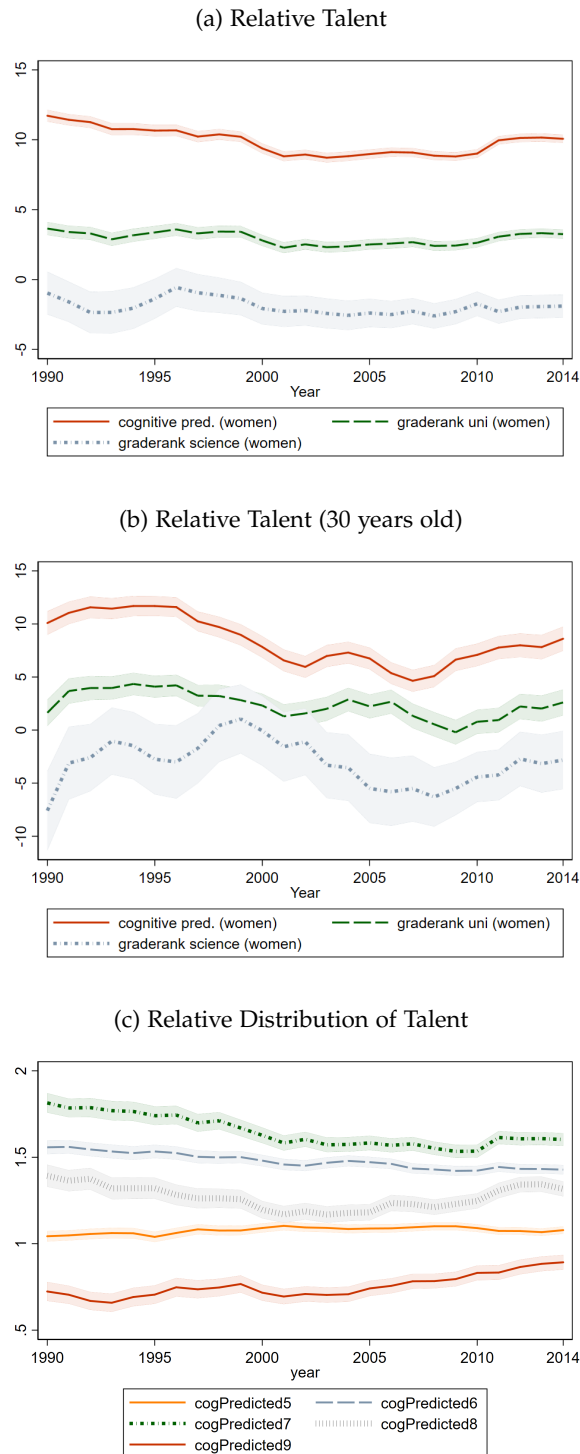 (a) Relative Talent
15
10
5
0
-5
1990 1995 2000 2005 2010 2014
Year
cognitive pred. (women) graderank uni (women)
graderank science (women)
(b) Relative Talent (30 years old)
15
10
5
0
-5
-10
1990 1995 2000 2005 2010 2014
Year
cognitive pred. (women) graderank uni (women)
graderank science (women)
(c) Relative Distribution of Talent
2
1.5
1
.5
1990 1995 2000 2005 2010 2014
year
cogPredicted5 cogPredicted6
cogPredicted7 cogPredicted8
cogPredicted9